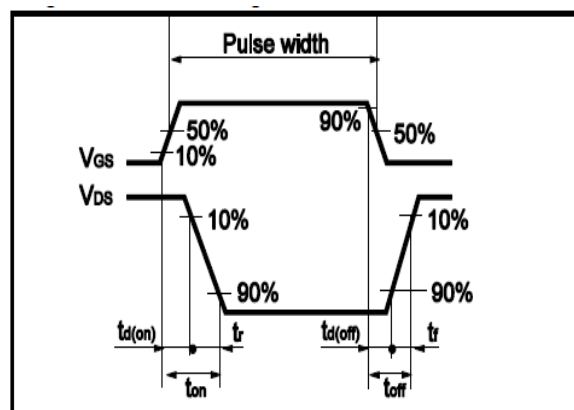 Pulse width
90%
50% 50%
10%
VGS
VDS
10% 10%
90% 90%
td(on) tr td(off) tf
ton toff